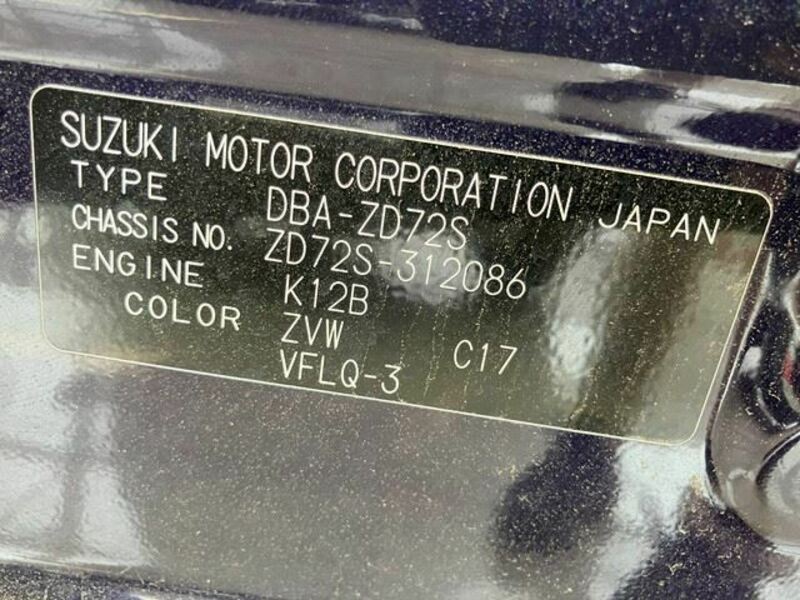 SUZUKI MOTOR CORPORATION JAPAN
TYPE DBA-ZD72S
CHASSIS NO. ZD72S-312086
ENGINE K12B
COLOR ZVW C17
VFLQ-3